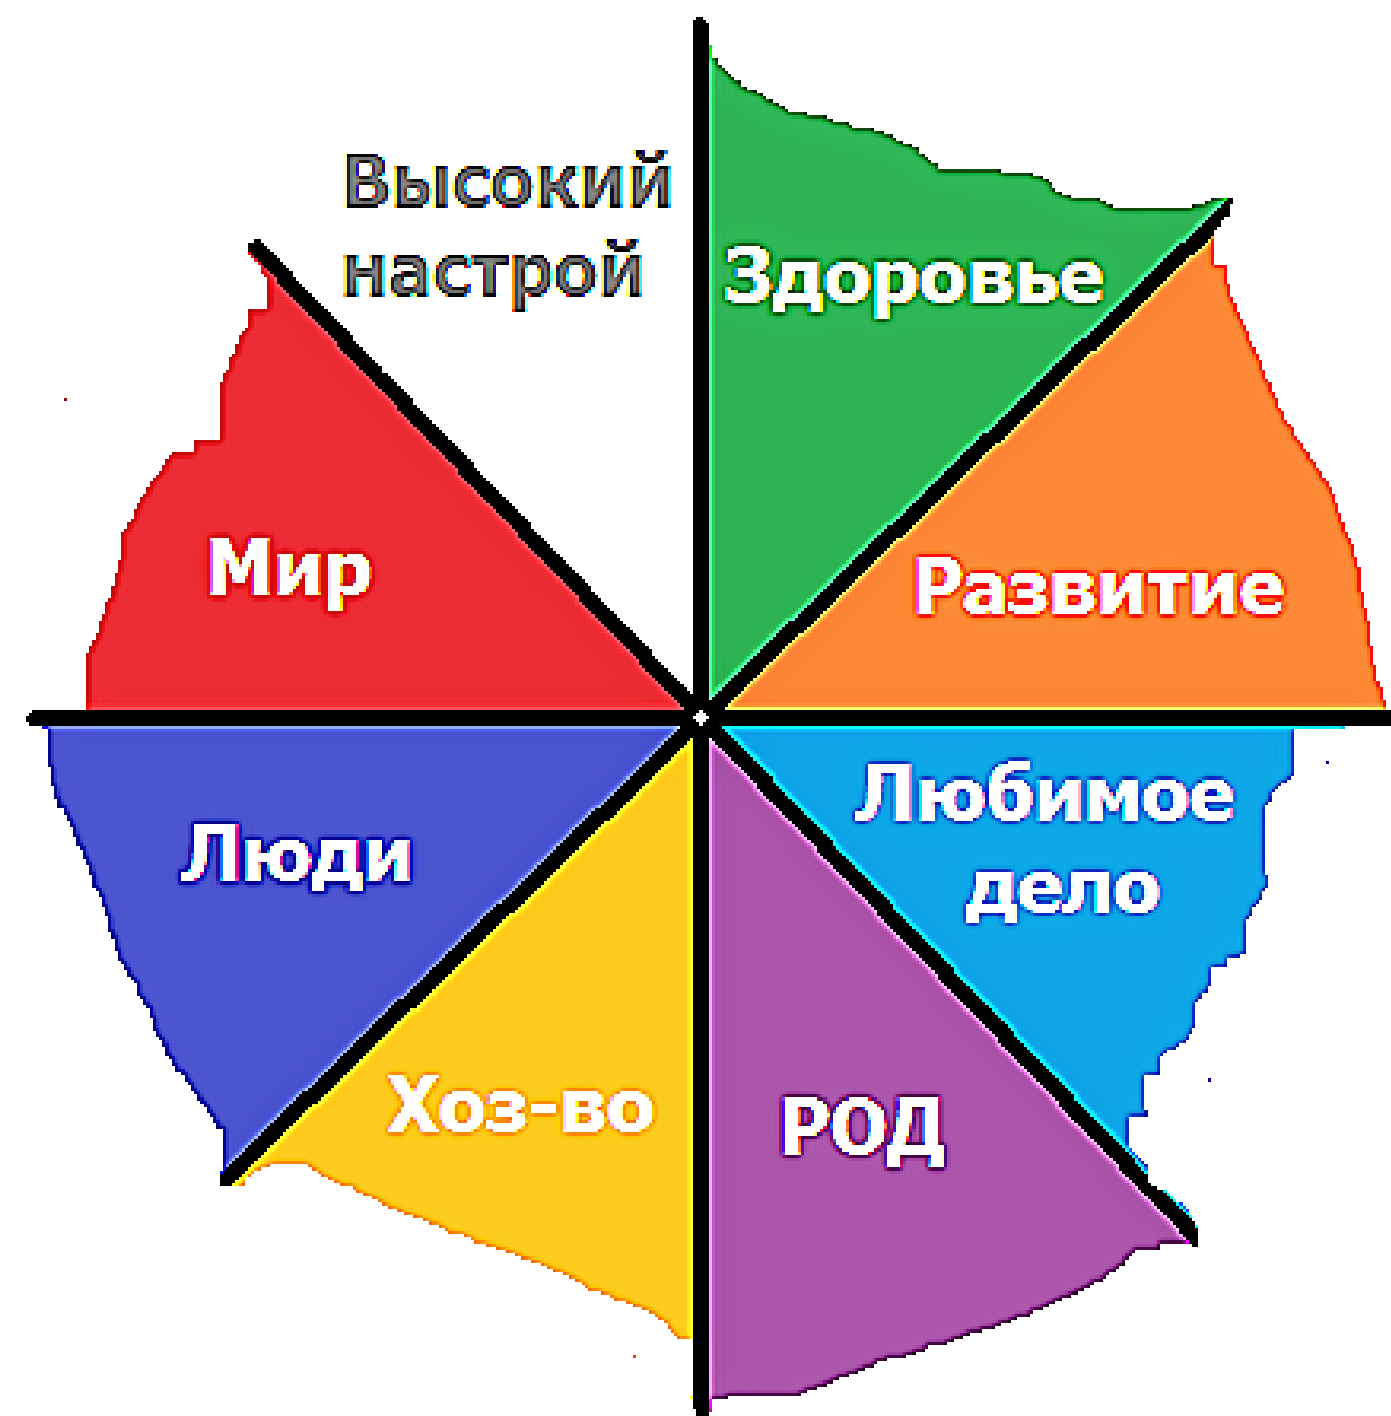 Высокий
настрой
Здоровье
Развитие
Любимое
дело
РОД
Хоз-во
Люди
Мир